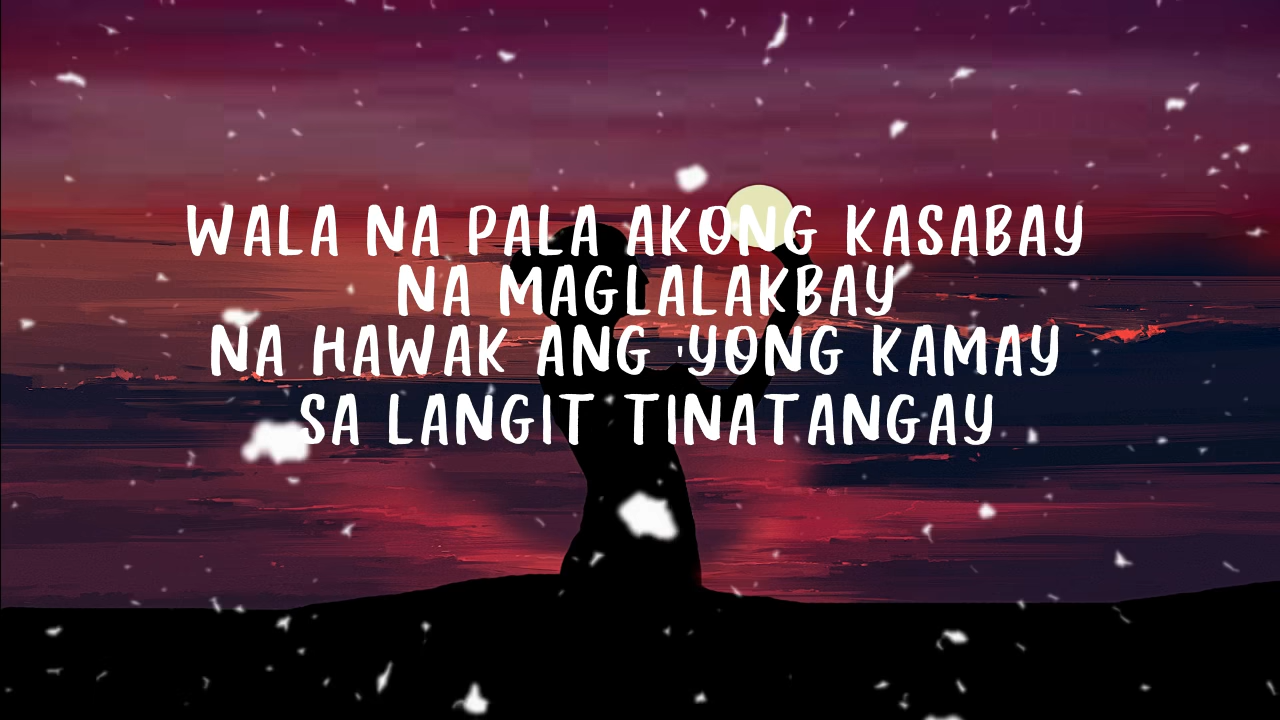 WALA NA PALA AKONG KASABAY
NA MAGLALAKBAY
NA HAWAK ANG 'YONG KAMAY
SA LANGIT TINATANGAY